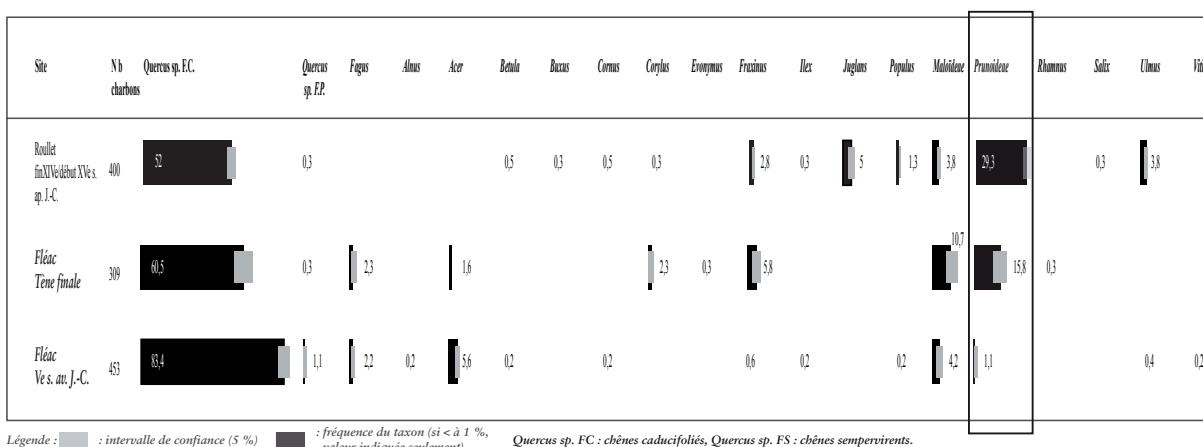 Site N b charbons Quercus sp. F.C. Quercus sp. F.P. Fagus Alnus Acer Betula Buxus Cornus Corylus Evonymus Fraxinus Ilex Juglans Populus Maloïdeae Prunoïdeae Rhamnus Salix Ulmus Viti
Roullet
finXIVe/début XVe s.
ap. J.-C.
400 52 0,3 0,5 0,3 0,5 0,3 2,8 0,3 5 1,3 3,8 29,3 0,3 3,8
Fléac
Tène finale
309 60,5 0,3 2,3 1,6 2,3 0,3 5,8 10,7 15,8 0,3
Fléac
Ve s. av. J.-C.
453 83,4 1,1 2,2 0,2 5,6 0,2 0,2 0,6 0,2 0,2 4,2 1,1 0,4 0,2
Légende : : intervalle de confiance (5 %) : fréquence du taxon (si < à 1 %,
valeur indiquée seulement)
Quercus sp. FC : chênes caducifoliés, Quercus sp. FS : chênes sempervirents.